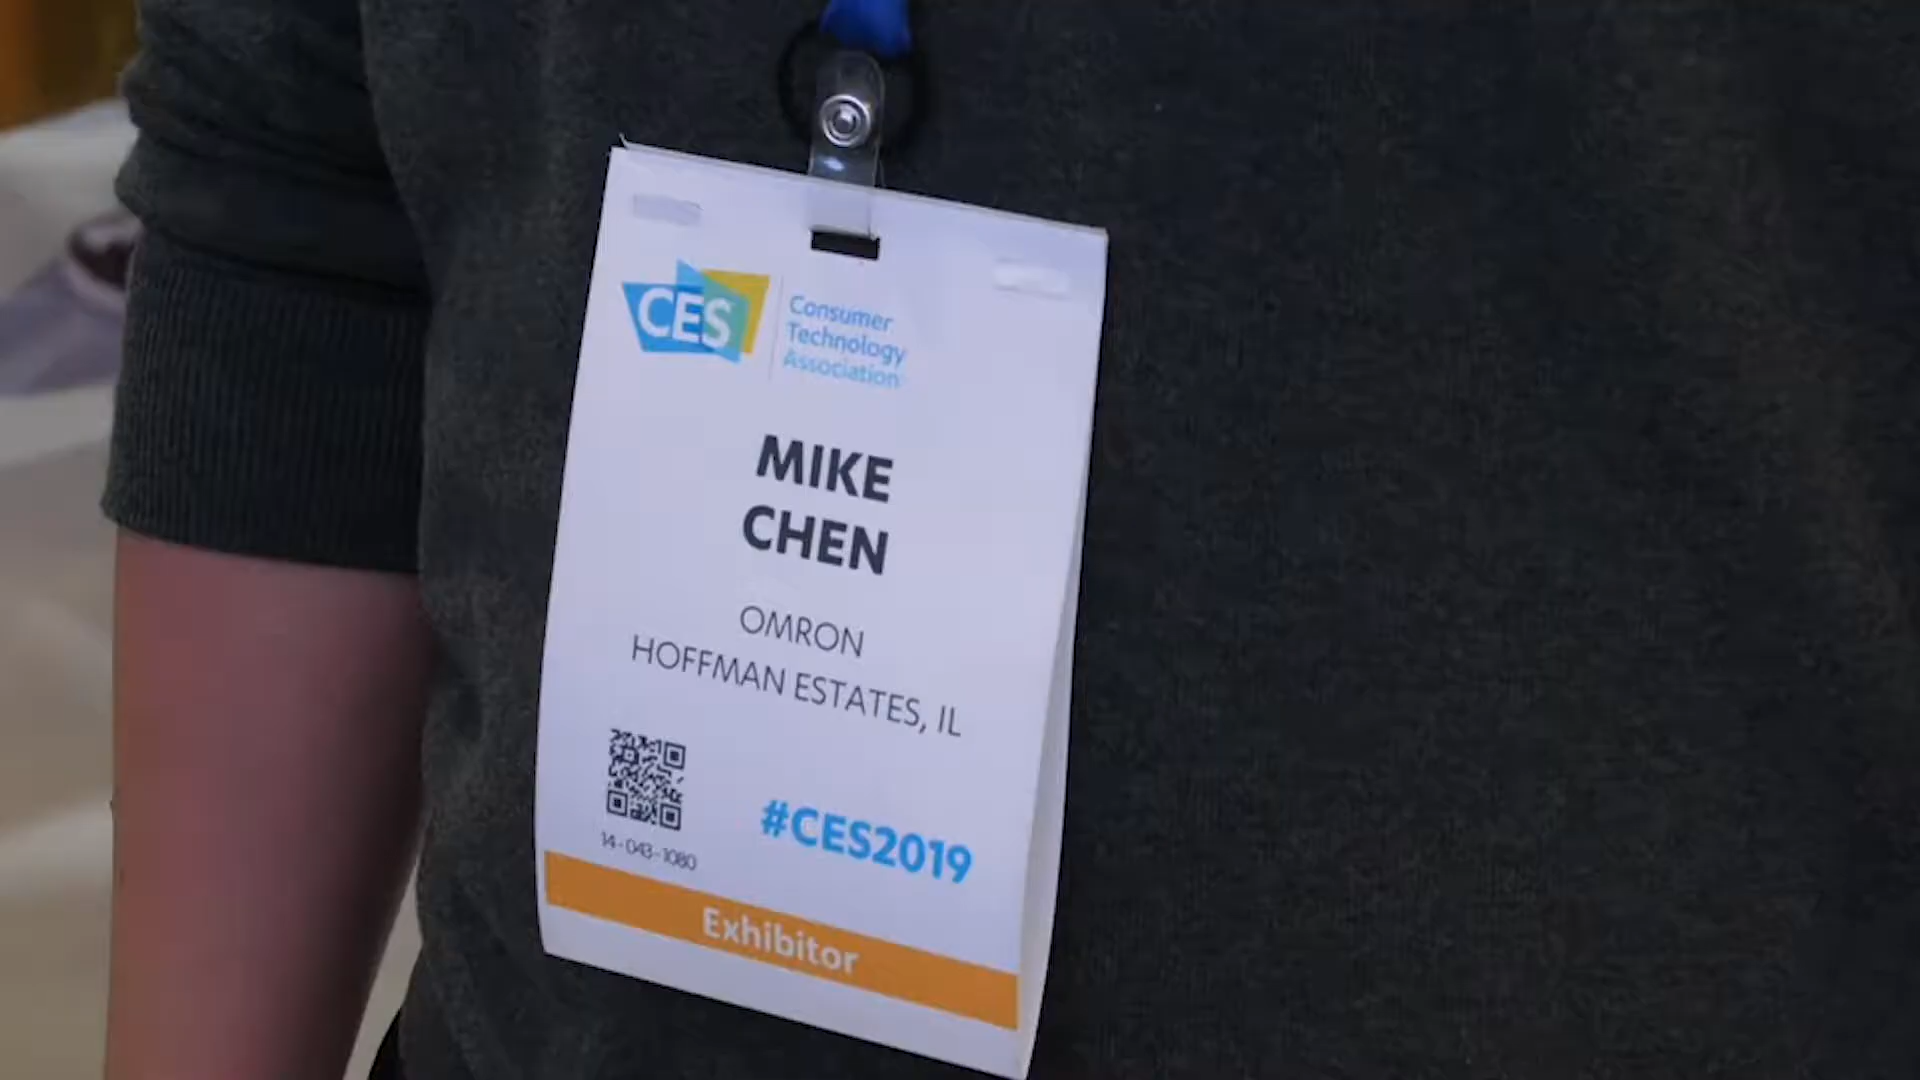 CES
Consumer
Technology
Association
MIKE
CHEN
OMRON
HOFFMAN ESTATES, IL
14-043-1080
#CES2019
Exhibitor